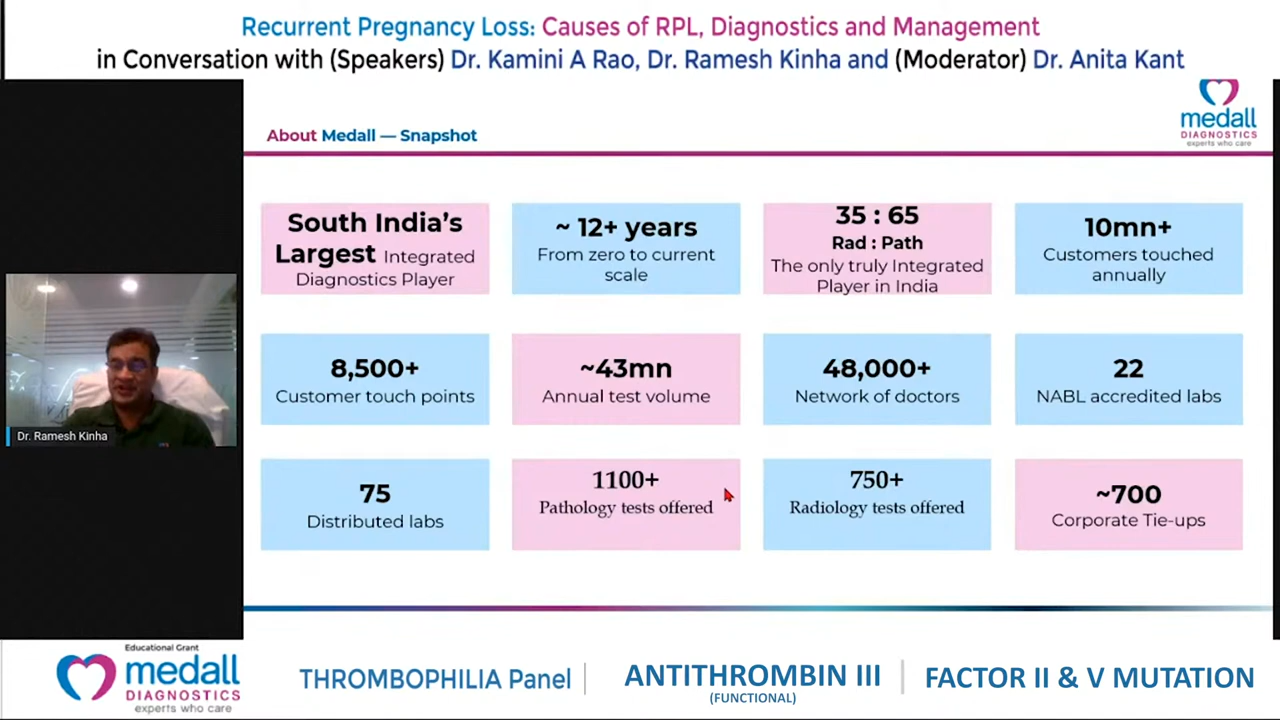 Recurrent Pregnancy Loss: Causes of RPL, Diagnostics and Management
in Conversation with (Speakers) Dr. Kamini A Rao, Dr. Ramesh Kinha and (Moderator) Dr. Anita Kant
About Medall — Snapshot
medall
DIAGNOSTICS
experts who care
South India's
Largest Integrated
Diagnostics Player
~ 12+ years
From zero to current
scale
35 : 65
Rad : Path
The only truly Integrated
Player in India
10mn+
Customers touched
annually
8,500+
Customer touch points
~43mn
Annual test volume
48,000+
Network of doctors
22
NABL accredited labs
75
Distributed labs
1100+
Pathology tests offered
750+
Radiology tests offered
~700
Corporate Tie-ups
Dr. Ramesh Kinha
Educational Grant
medall
DIAGNOSTICS
experts who care
THROMBOPHILIA Panel
ANTITHROMBIN III
(FUNCTIONAL)
FACTOR II & V MUTATION